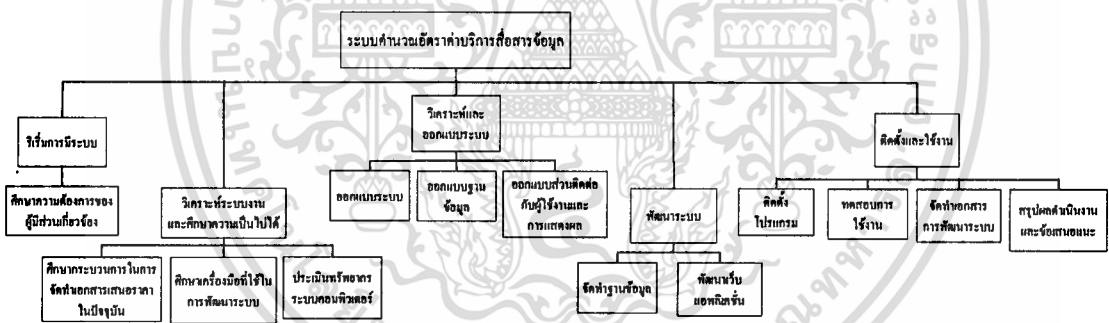 ระบบคำนวณอัตราค่าบริการสื่อสารข้อมูล
ริเริ่มการมีระบบ
ศึกษาความต้องการของ
ผู้มีส่วนเกี่ยวข้อง
วิเคราะห์ระบบงาน
และศึกษาความเป็นไปได้
ศึกษากระบวนการในการ
จัดทำเอกสารเสนอราคา
ในปัจจุบัน
ศึกษาเครื่องมือที่ใช้ใน
การพัฒนาระบบ
ประเมินทรัพยากร
ระบบคอมพิวเตอร์
วิเคราะห์และ
ออกแบบระบบ
ออกแบบระบบ
ออกแบบฐาน
ข้อมูล
ออกแบบส่วนติดต่อ
กับผู้ใช้งานและ
การแสดงผล
พัฒนาระบบ
จัดทำฐานข้อมูล
พัฒนาเว็บ
แอพลิเคชั่น
ติดตั้งและใช้งาน
ติดตั้ง
โปรแกรม
ทดสอบการ
ใช้งาน
จัดทำเอกสาร
การพัฒนาระบบ
สรุปผลดำเนินงาน
และข้อเสนอแนะ